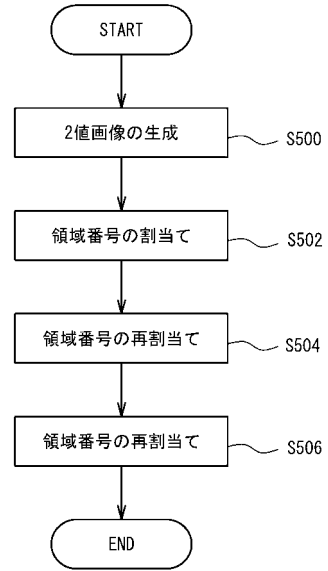 START
2値画像の生成
S500
領域番号の割当て
S502
領域番号の再割当て
S504
領域番号の再割当て
S506
END